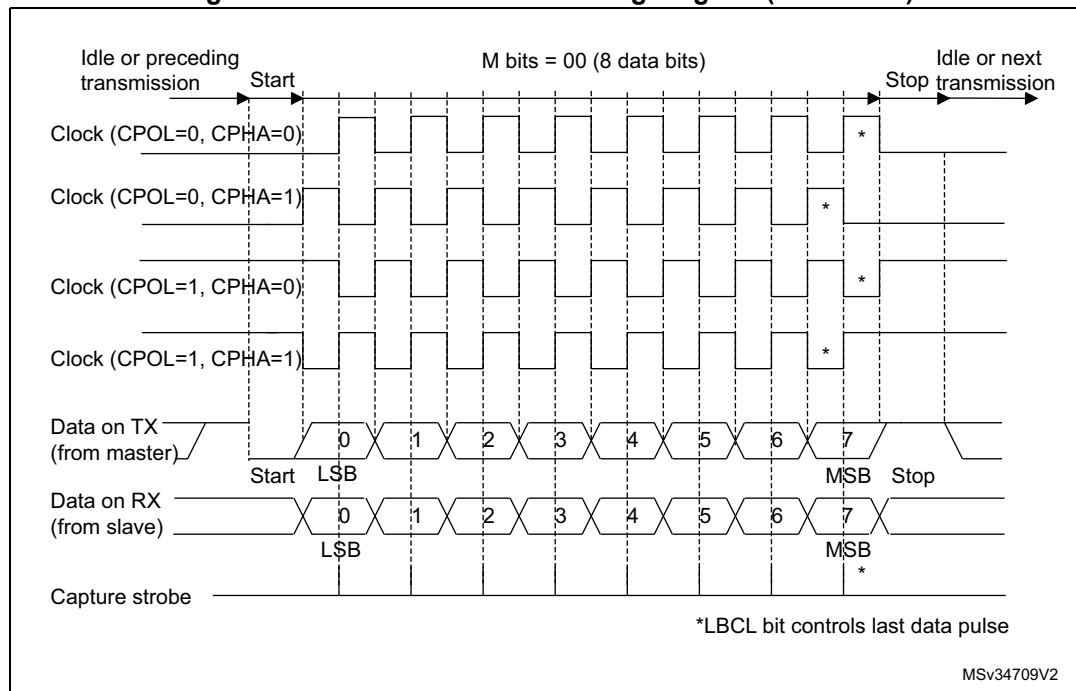 Idle or preceding transmission
Start
M bits = 00 (8 data bits)
Stop
Idle or next transmission
Clock (CPOL=0, CPHA=0)
*
Clock (CPOL=0, CPHA=1)
*
Clock (CPOL=1, CPHA=0)
*
Clock (CPOL=1, CPHA=1)
*
Data on TX (from master)
0 1 2 3 4 5 6 7
Start LSB MSB Stop
Data on RX (from slave)
0 1 2 3 4 5 6 7
LSB MSB
*
Capture strobe
*LBCL bit controls last data pulse
MSv34709V2